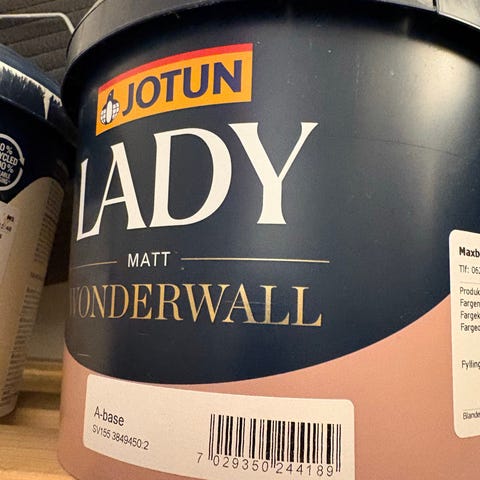 JOTUN
LADY
MATT
WONDERWALL
A-base
SV155 3849450:2
7 029350 244189
Maxb
Tlf: 06
Produk
Fargen
Fargek
Fargeo
Fylling
Blande